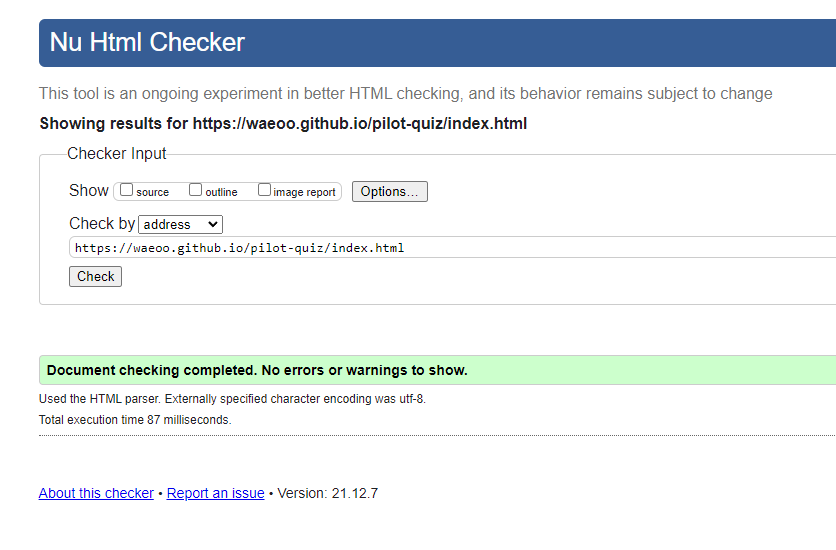 Nu Html Checker
This tool is an ongoing experiment in better HTML checking, and its behavior remains subject to change
Showing results for https://waeoo.github.io/pilot-quiz/index.html
Checker Input
Show source outline image report Options...
Check by address
https://waeoo.github.io/pilot-quiz/index.html
Check
Document checking completed. No errors or warnings to show.
Used the HTML parser. Externally specified character encoding was utf-8.
Total execution time 87 milliseconds.
About this checker • Report an issue • Version: 21.12.7